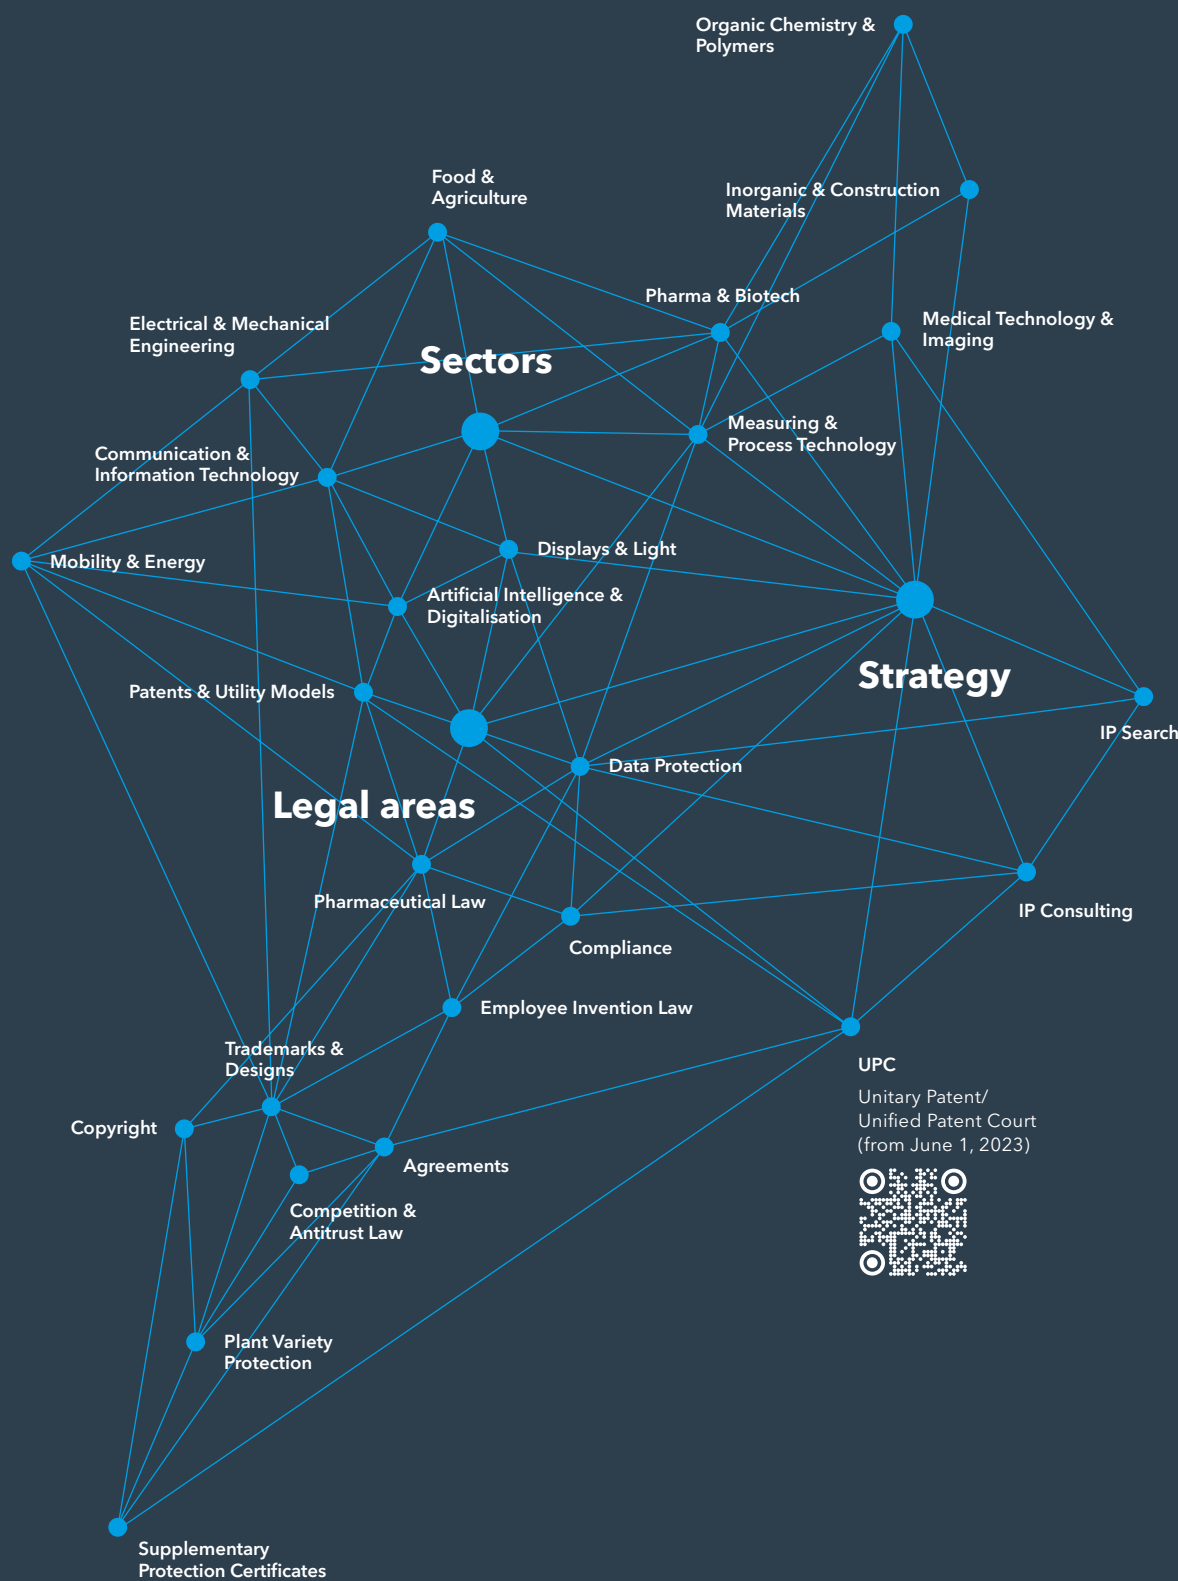 Organic Chemistry &
Polymers
Food &
Agriculture
Inorganic & Construction
Materials
Pharma & Biotech
Electrical & Mechanical
Engineering
Medical Technology &
Imaging
Sectors
Measuring &
Process Technology
Communication &
Information Technology
Displays & Light
Mobility & Energy
Artificial Intelligence &
Digitalisation
Strategy
Patents & Utility Models
IP Search
Data Protection
Legal areas
Pharmaceutical Law
IP Consulting
Compliance
Employee Invention Law
Trademarks &
Designs
UPC
Unitary Patent/
Unified Patent Court
(from June 1, 2023)
Copyright
Agreements
Competition &
Antitrust Law
Plant Variety
Protection
Supplementary
Protection Certificates